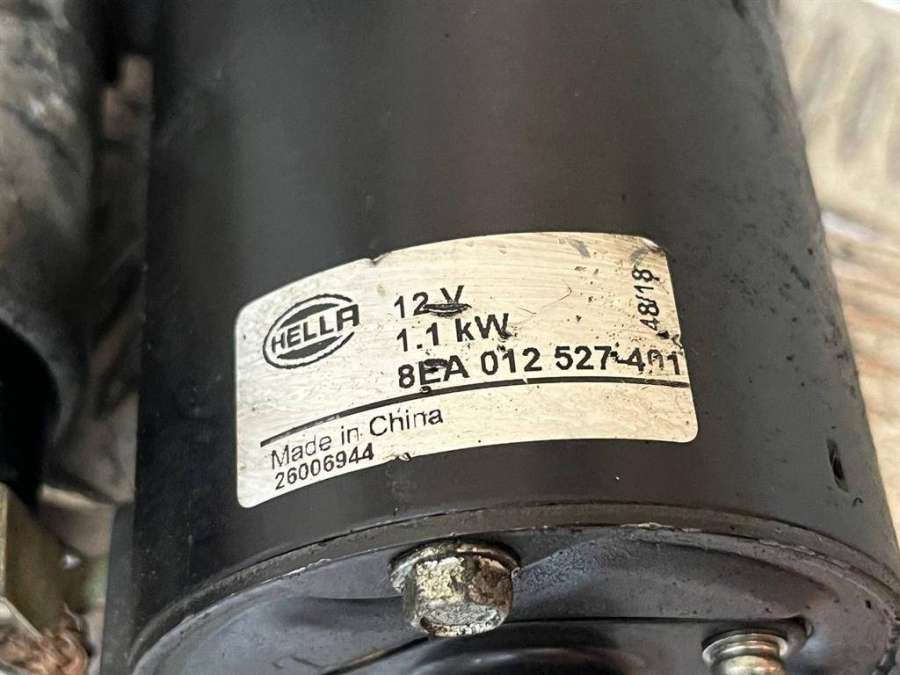 HELLA
12 V
1.1 kW
8EA 012 527-401
48/18
Made in China
26006944